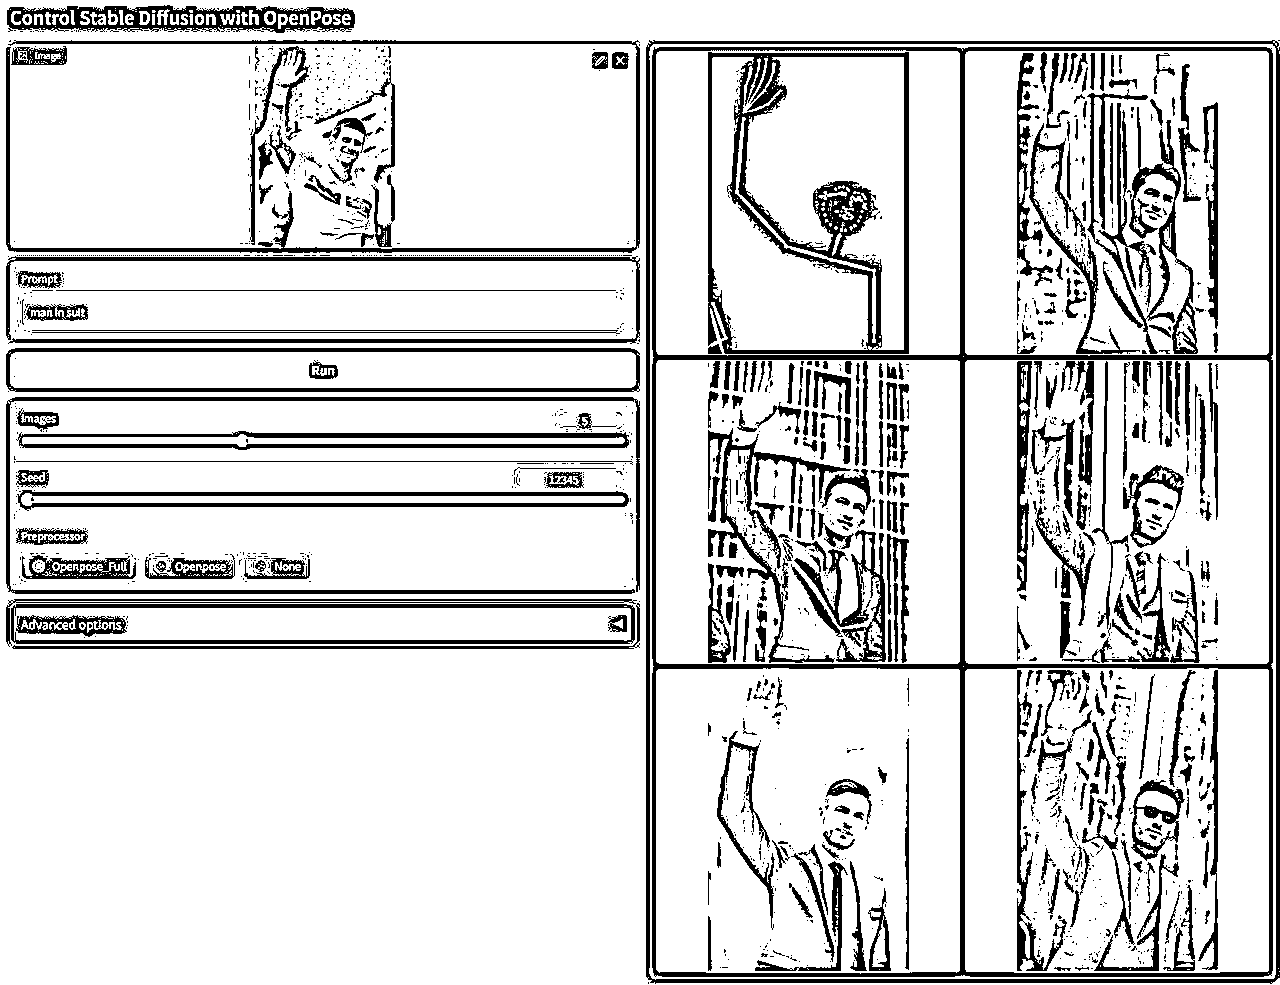 Control Stable Diffusion with OpenPose
Image
Prompt
man in suit
Run
Images
5
Seed
12345
Preprocessor
Openpose_Full
Openpose
None
Advanced options